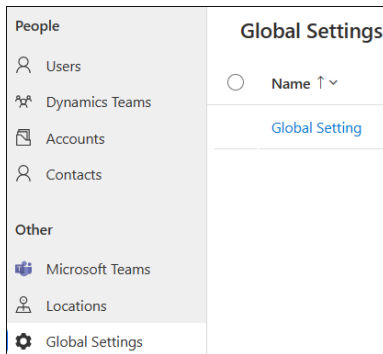 People
Users
Dynamics Teams
Accounts
Contacts
Other
Microsoft Teams
Locations
Global Settings
Global Settings
Name
Global Setting